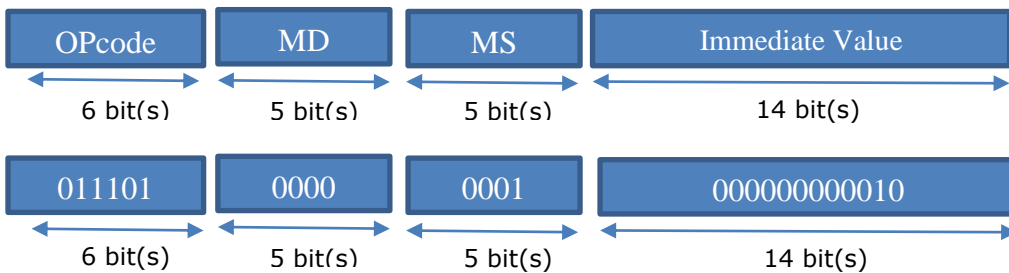 OPcode MD MS Immediate Value
6 bit(s) 5 bit(s) 5 bit(s) 14 bit(s)
011101 0000 0001 000000000010
6 bit(s) 5 bit(s) 5 bit(s) 14 bit(s)